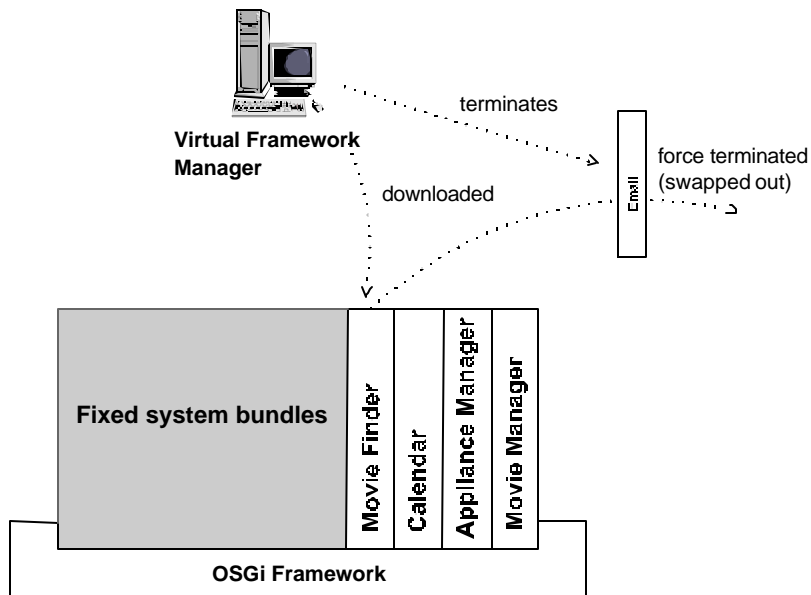 terminates
Virtual Framework
Manager
force terminated
(swapped out)
Email
downloaded
Fixed system bundles
Movie Finder
Calendar
Appliance Manager
Movie Manager
OSGi Framework